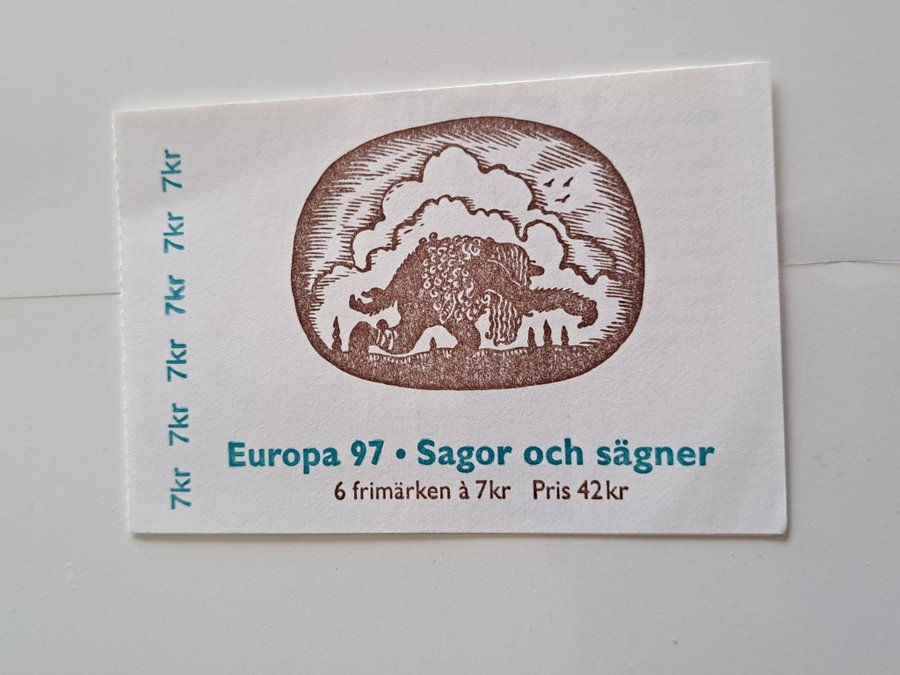 7kr 7kr 7kr 7kr 7kr 7kr
Europa 97 • Sagor och sägner
6 frimärken à 7kr Pris 42kr